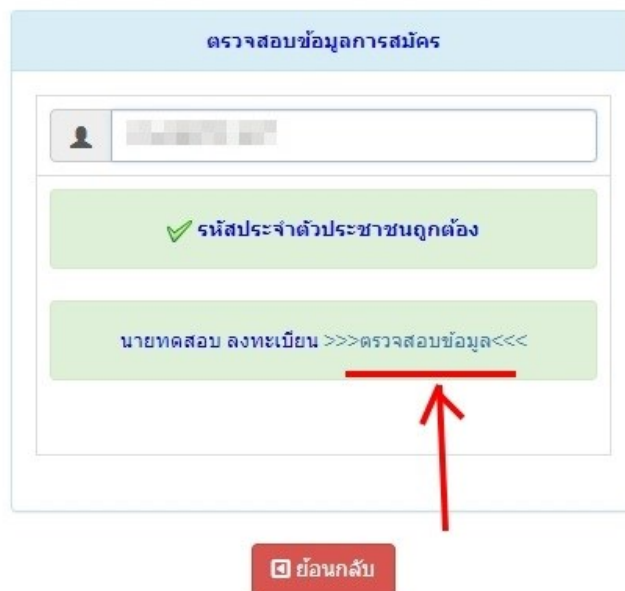 ตรวจสอบข้อมูลการสมัคร
รหัสประจำตัวประชาชนถูกต้อง
นายทดสอบ ลงทะเบียน >>>ตรวจสอบข้อมูล<<<
ย้อนกลับ